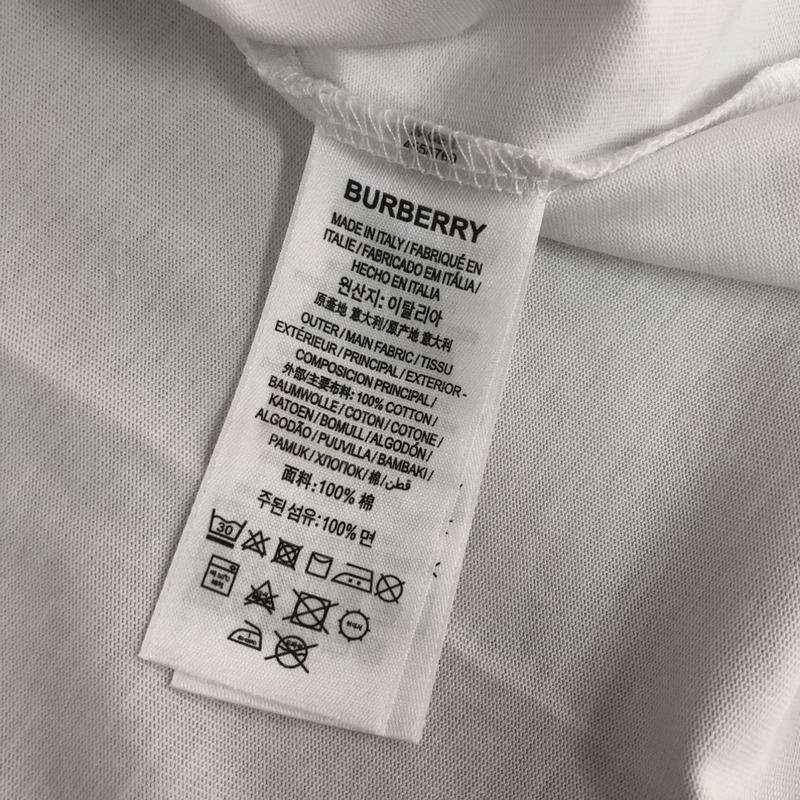 BURBERRY
MADE IN ITALY / FABRIQUÉ EN
ITALIE / FABRICADO EM ITÁLIA /
HECHO EN ITALIA
원산지: 이탈리아
原產地 意大利/原产地 意大利
OUTER / MAIN FABRIC / TISSU
EXTÉRIEUR / PRINCIPAL / EXTERIOR -
COMPOSICION PRINCIPAL /
外部/主要布料: 100% COTTON /
BAUMWOLLE / COTON / COTONE /
KATOEN / BOMULL / ALGODÓN /
ALGODÃO / PUUVILLA / BAMBAKI /
PAMUK / ХЛОПОК / 棉 / قطن
面料:100% 棉
주된 섬유:100% 면
30